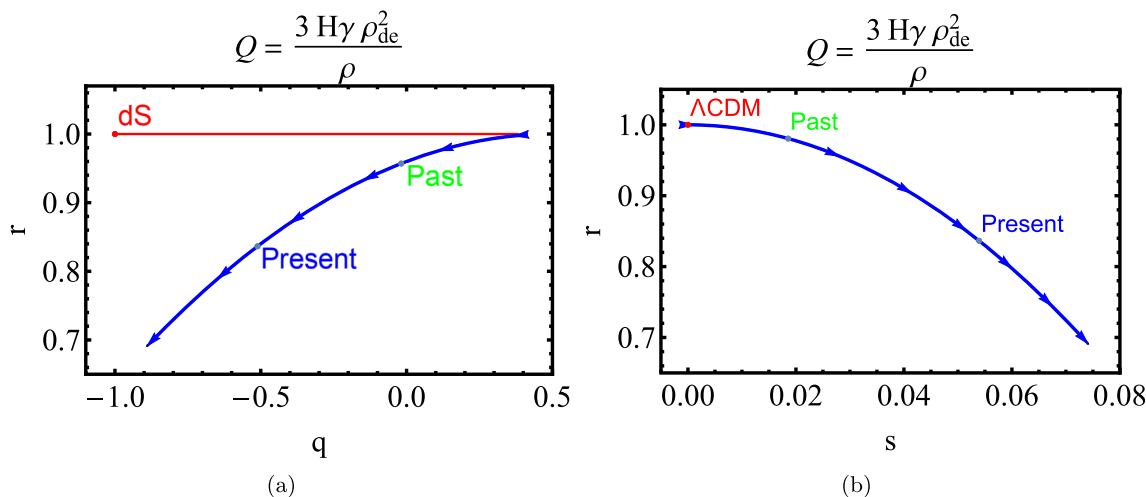 Q = 3 Hγ ρ_de^2 / ρ
dS
Past
Present
1.0
0.9
0.8
0.7
r
−1.0
−0.5
0.0
0.5
q
(a)
Q = 3 Hγ ρ_de^2 / ρ
ΛCDM
Past
Present
1.0
0.9
0.8
0.7
r
0.00
0.02
0.04
0.06
0.08
s
(b)